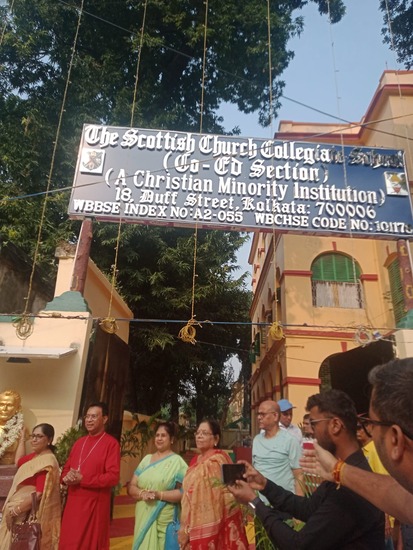 The Scottish Church Collegiate School
(Co-Ed Section)
(A Christian Minority Institution)
18, Duff Street, Kolkata: 700006
WBBSE INDEX NO: A2-055 WBCHSE CODE NO: